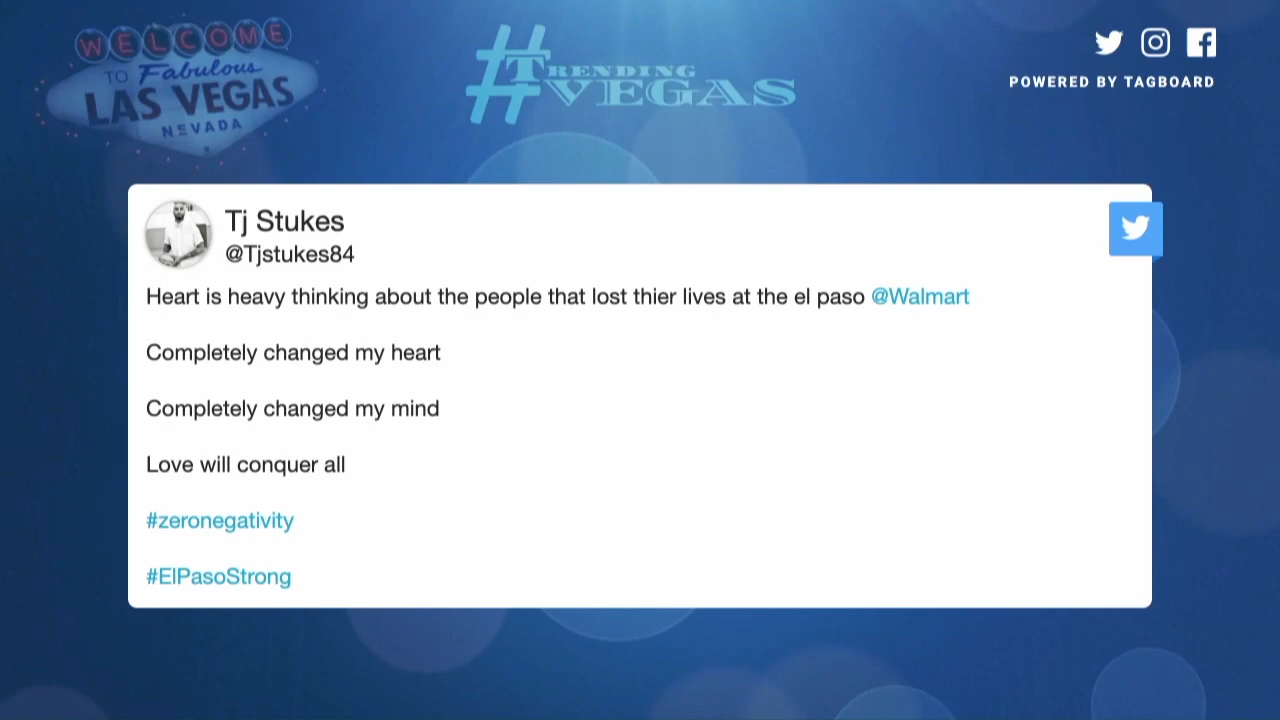 WELCOME
TO Fabulous
LAS VEGAS
NEVADA
#TRENDING
VEGAS
POWERED BY TAGBOARD
Tj Stukes
@Tjstukes84
Heart is heavy thinking about the people that lost thier lives at the el paso @Walmart
Completely changed my heart
Completely changed my mind
Love will conquer all
#zeronegativity
#ElPasoStrong